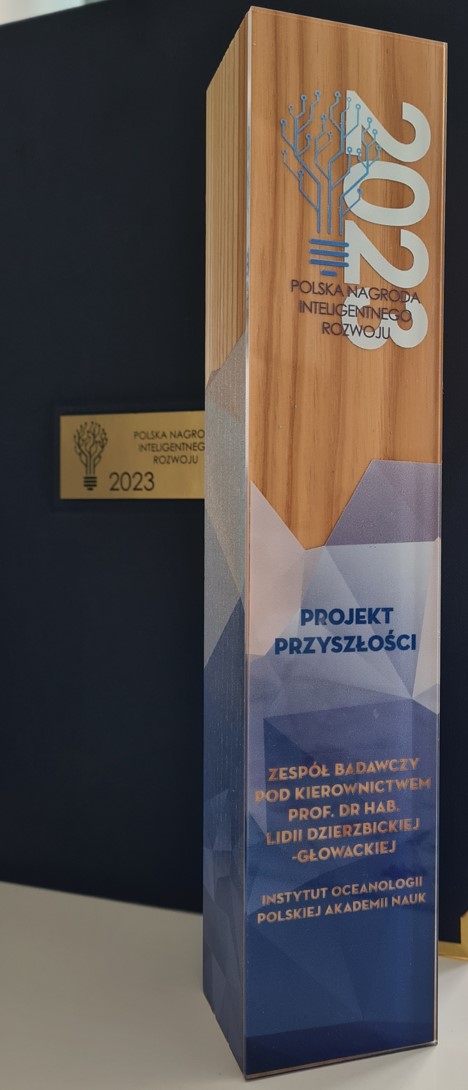 2023
POLSKA NAGRODA
INTELIGENTNEGO
ROZWOJU
PROJEKT
PRZYSZŁOŚCI
ZESPÓŁ BADAWCZY
POD KIEROWNICTWEM
PROF. DR HAB.
LIDII DZIERZBICKIEJ
-GŁOWACKIEJ
INSTYTUT OCEANOLOGII
POLSKIEJ AKADEMII NAUK
POLSKA NAGRO
INTELIGENTNEG
ROZWOJU
2023